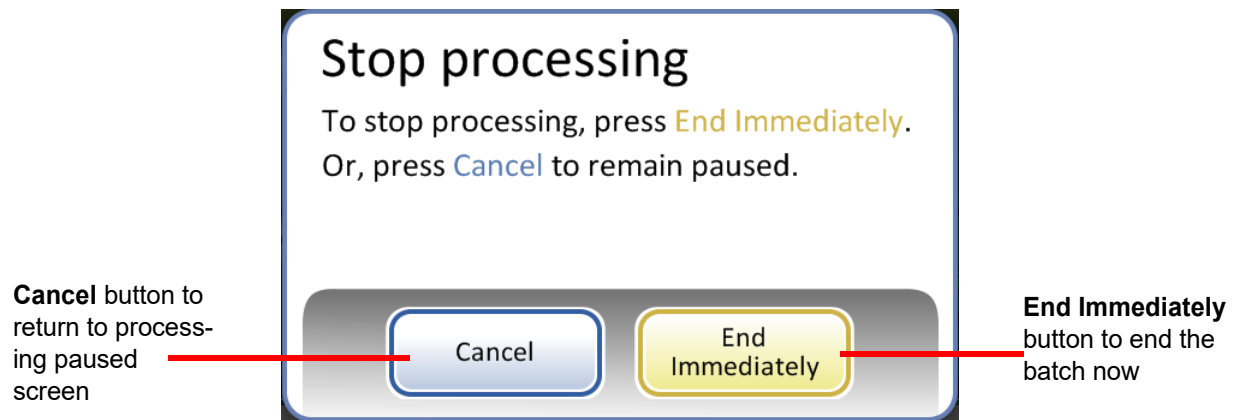 Stop processing
To stop processing, press End Immediately.
Or, press Cancel to remain paused.
Cancel button to
return to process-
ing paused
screen
Cancel
End
Immediately
End Immediately
button to end the
batch now